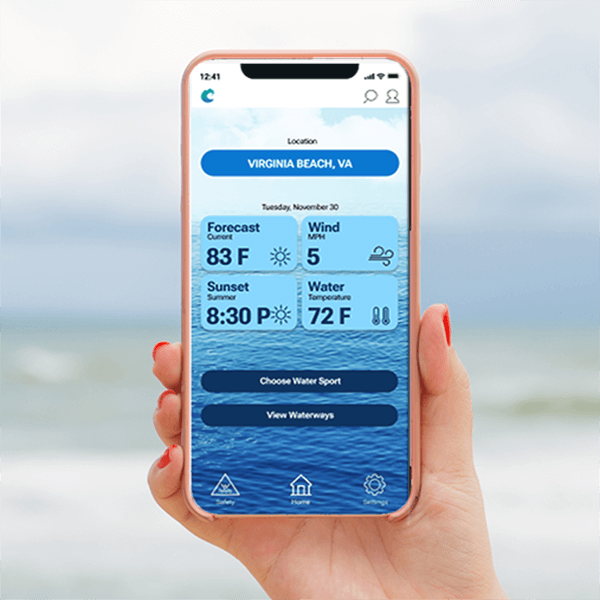 12:41
Location
VIRGINIA BEACH, VA
Tuesday, November 30
Forecast
Current
83 F
Wind
MPH
5
Sunset
Summer
8:30 P
Water
Temperature
72 F
Choose Water Sport
View Waterways
Safety
Home
Settings